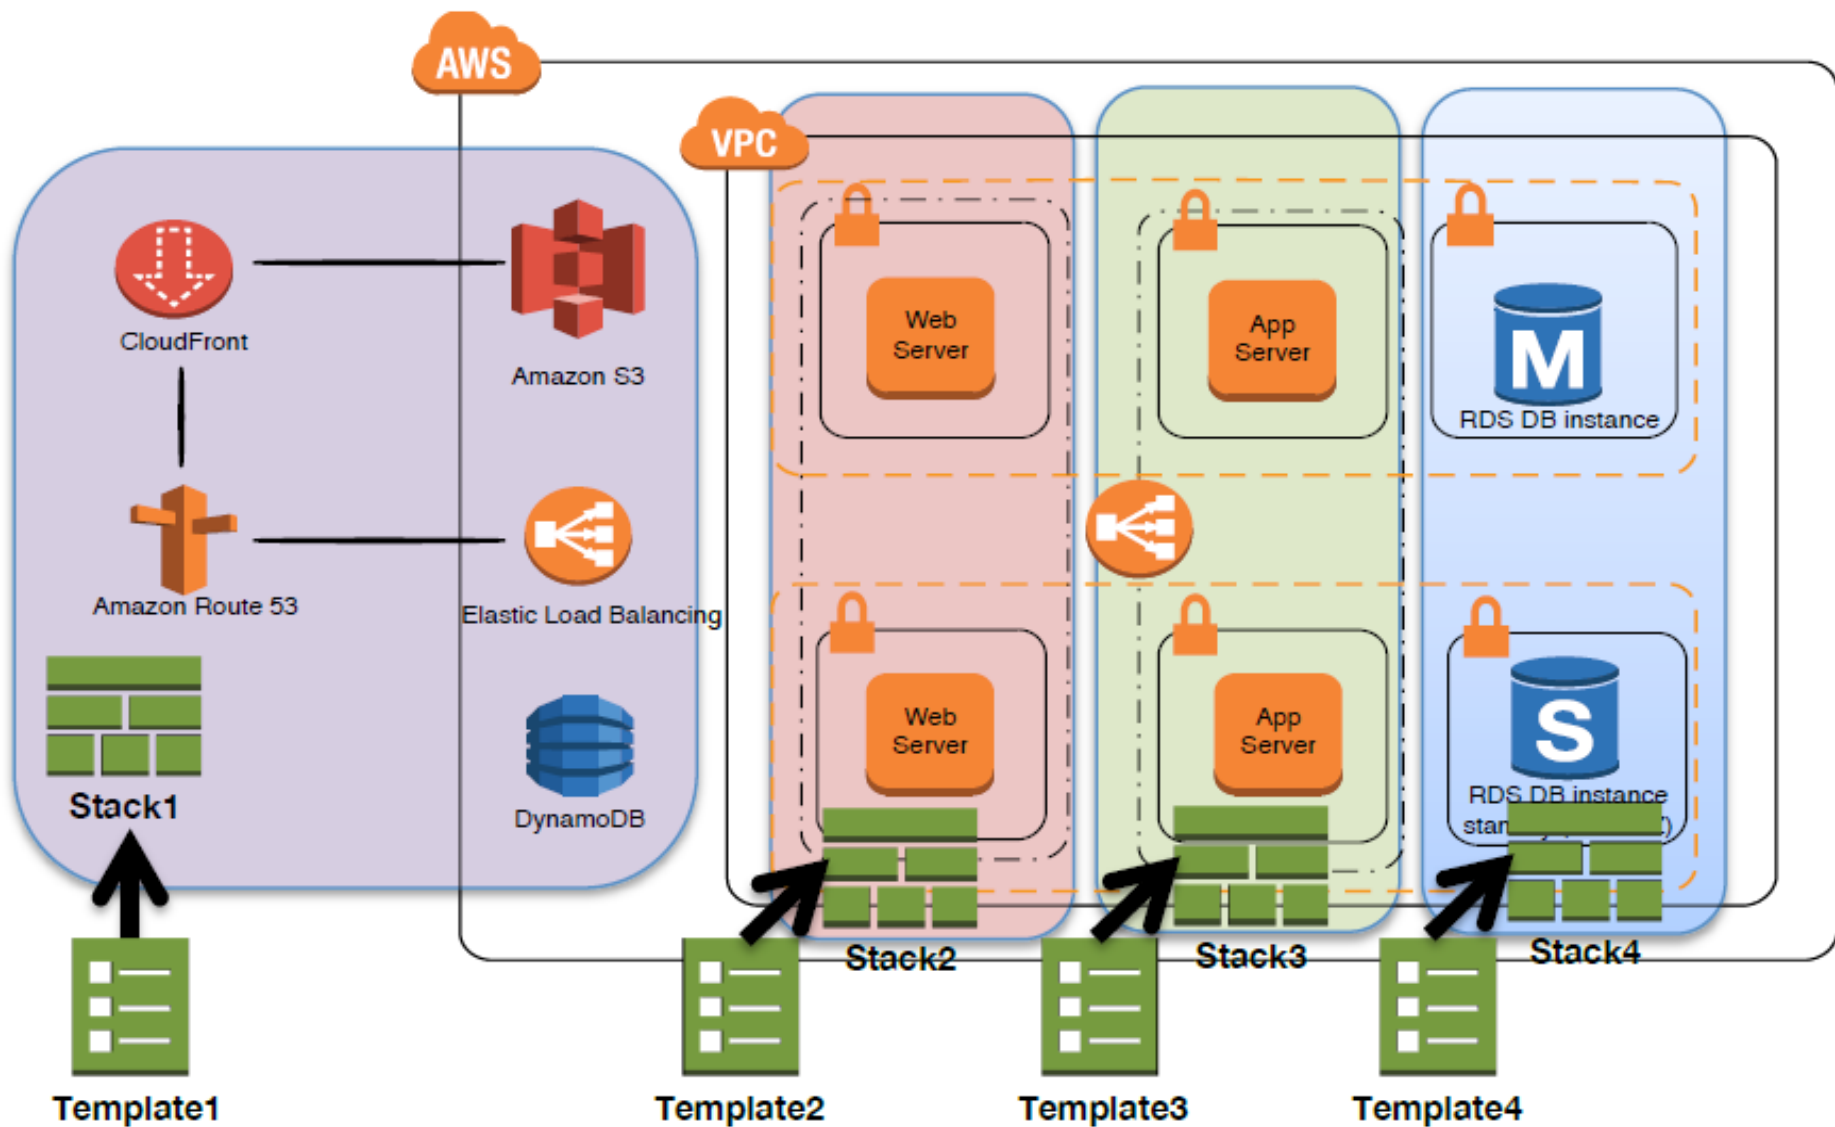 AWS
VPC
CloudFront
Amazon S3
Amazon Route 53
Elastic Load Balancing
DynamoDB
Stack1
Web
Server
App
Server
M
RDS DB instance
Web
Server
App
Server
S
RDS DB instance
Stack2
Stack3
Stack4
Template1
Template2
Template3
Template4